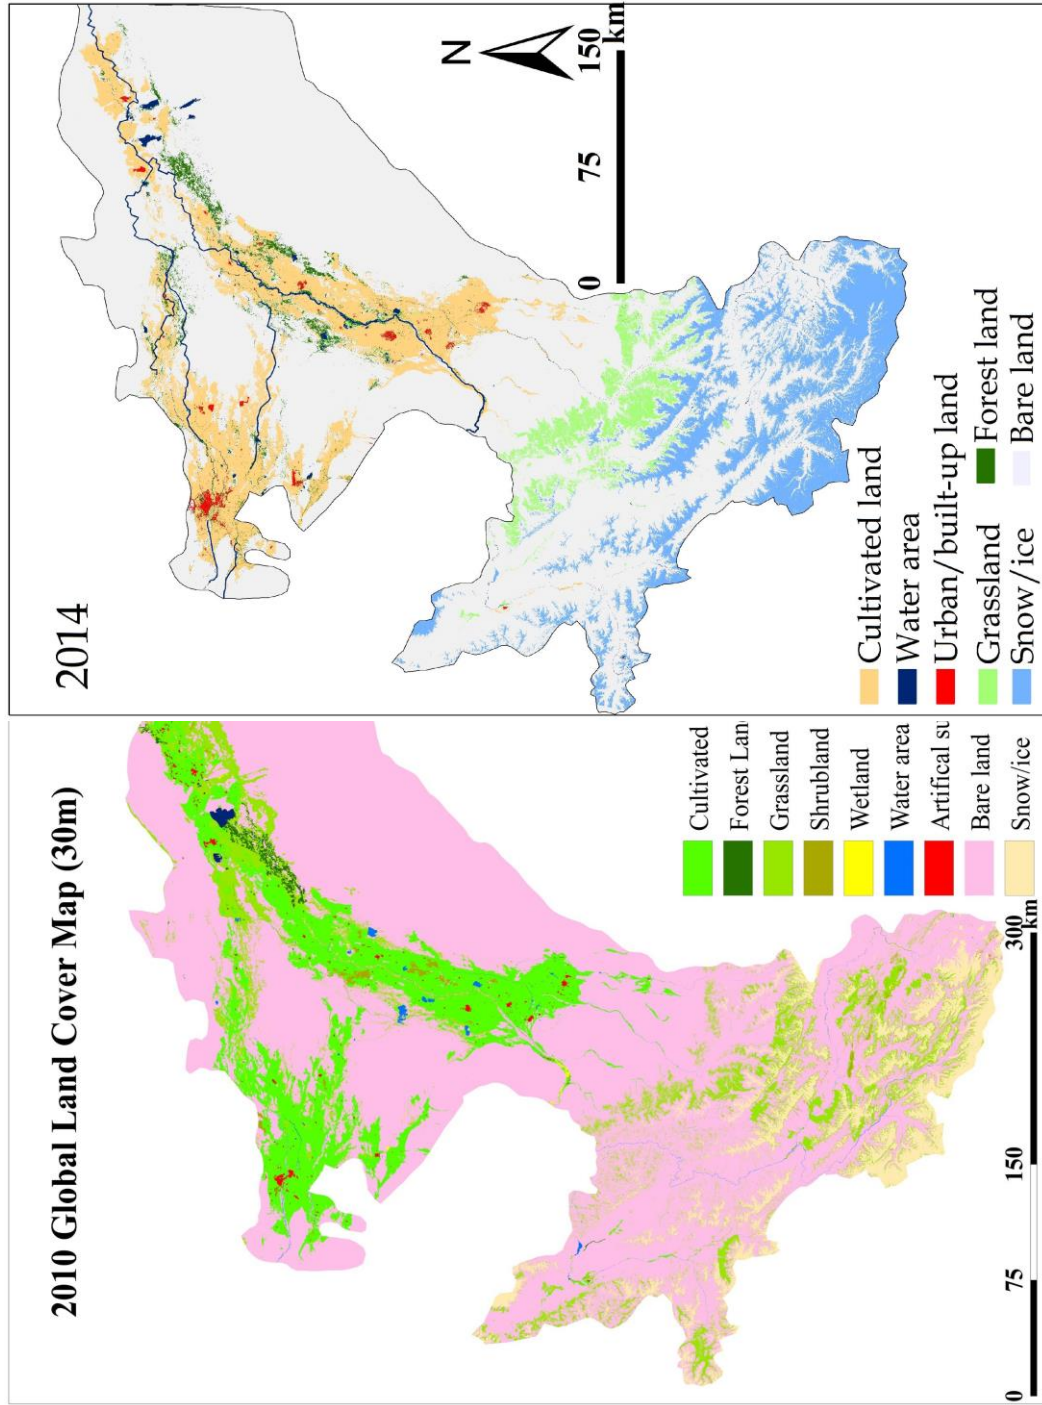 2014
N
0 75 150
km
Cultivated land
Water area
Urban/built-up land
Grassland
Forest land
Snow/ice
Bare land
2010 Global Land Cover Map (30m)
Cultivated
Forest Lan
Grassland
Shrubland
Wetland
Water area
Artifical su
Bare land
Snow/ice
0 75 150 300
km